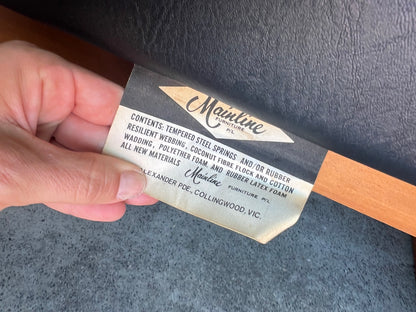 Mainline
FURNITURE
P/L
CONTENTS: TEMPERED STEEL SPRINGS AND/OR RUBBER
RESILIENT WEBBING, COCONUT FIBRE FLOCK AND COTTON
WADDING, POLYETHER FOAM AND RUBBER LATEX FOAM
ALL NEW MATERIALS Mainline FURNITURE P/L
ALEXANDER PDE, COLLINGWOOD, VIC.